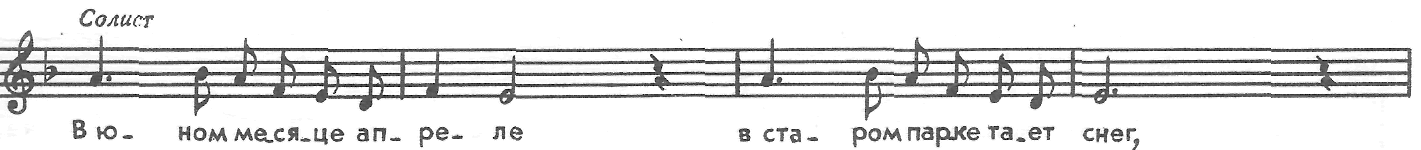 Солист
В ю- ном ме-ся-це ап- ре- ле в ста- ром парке та-ет снег,